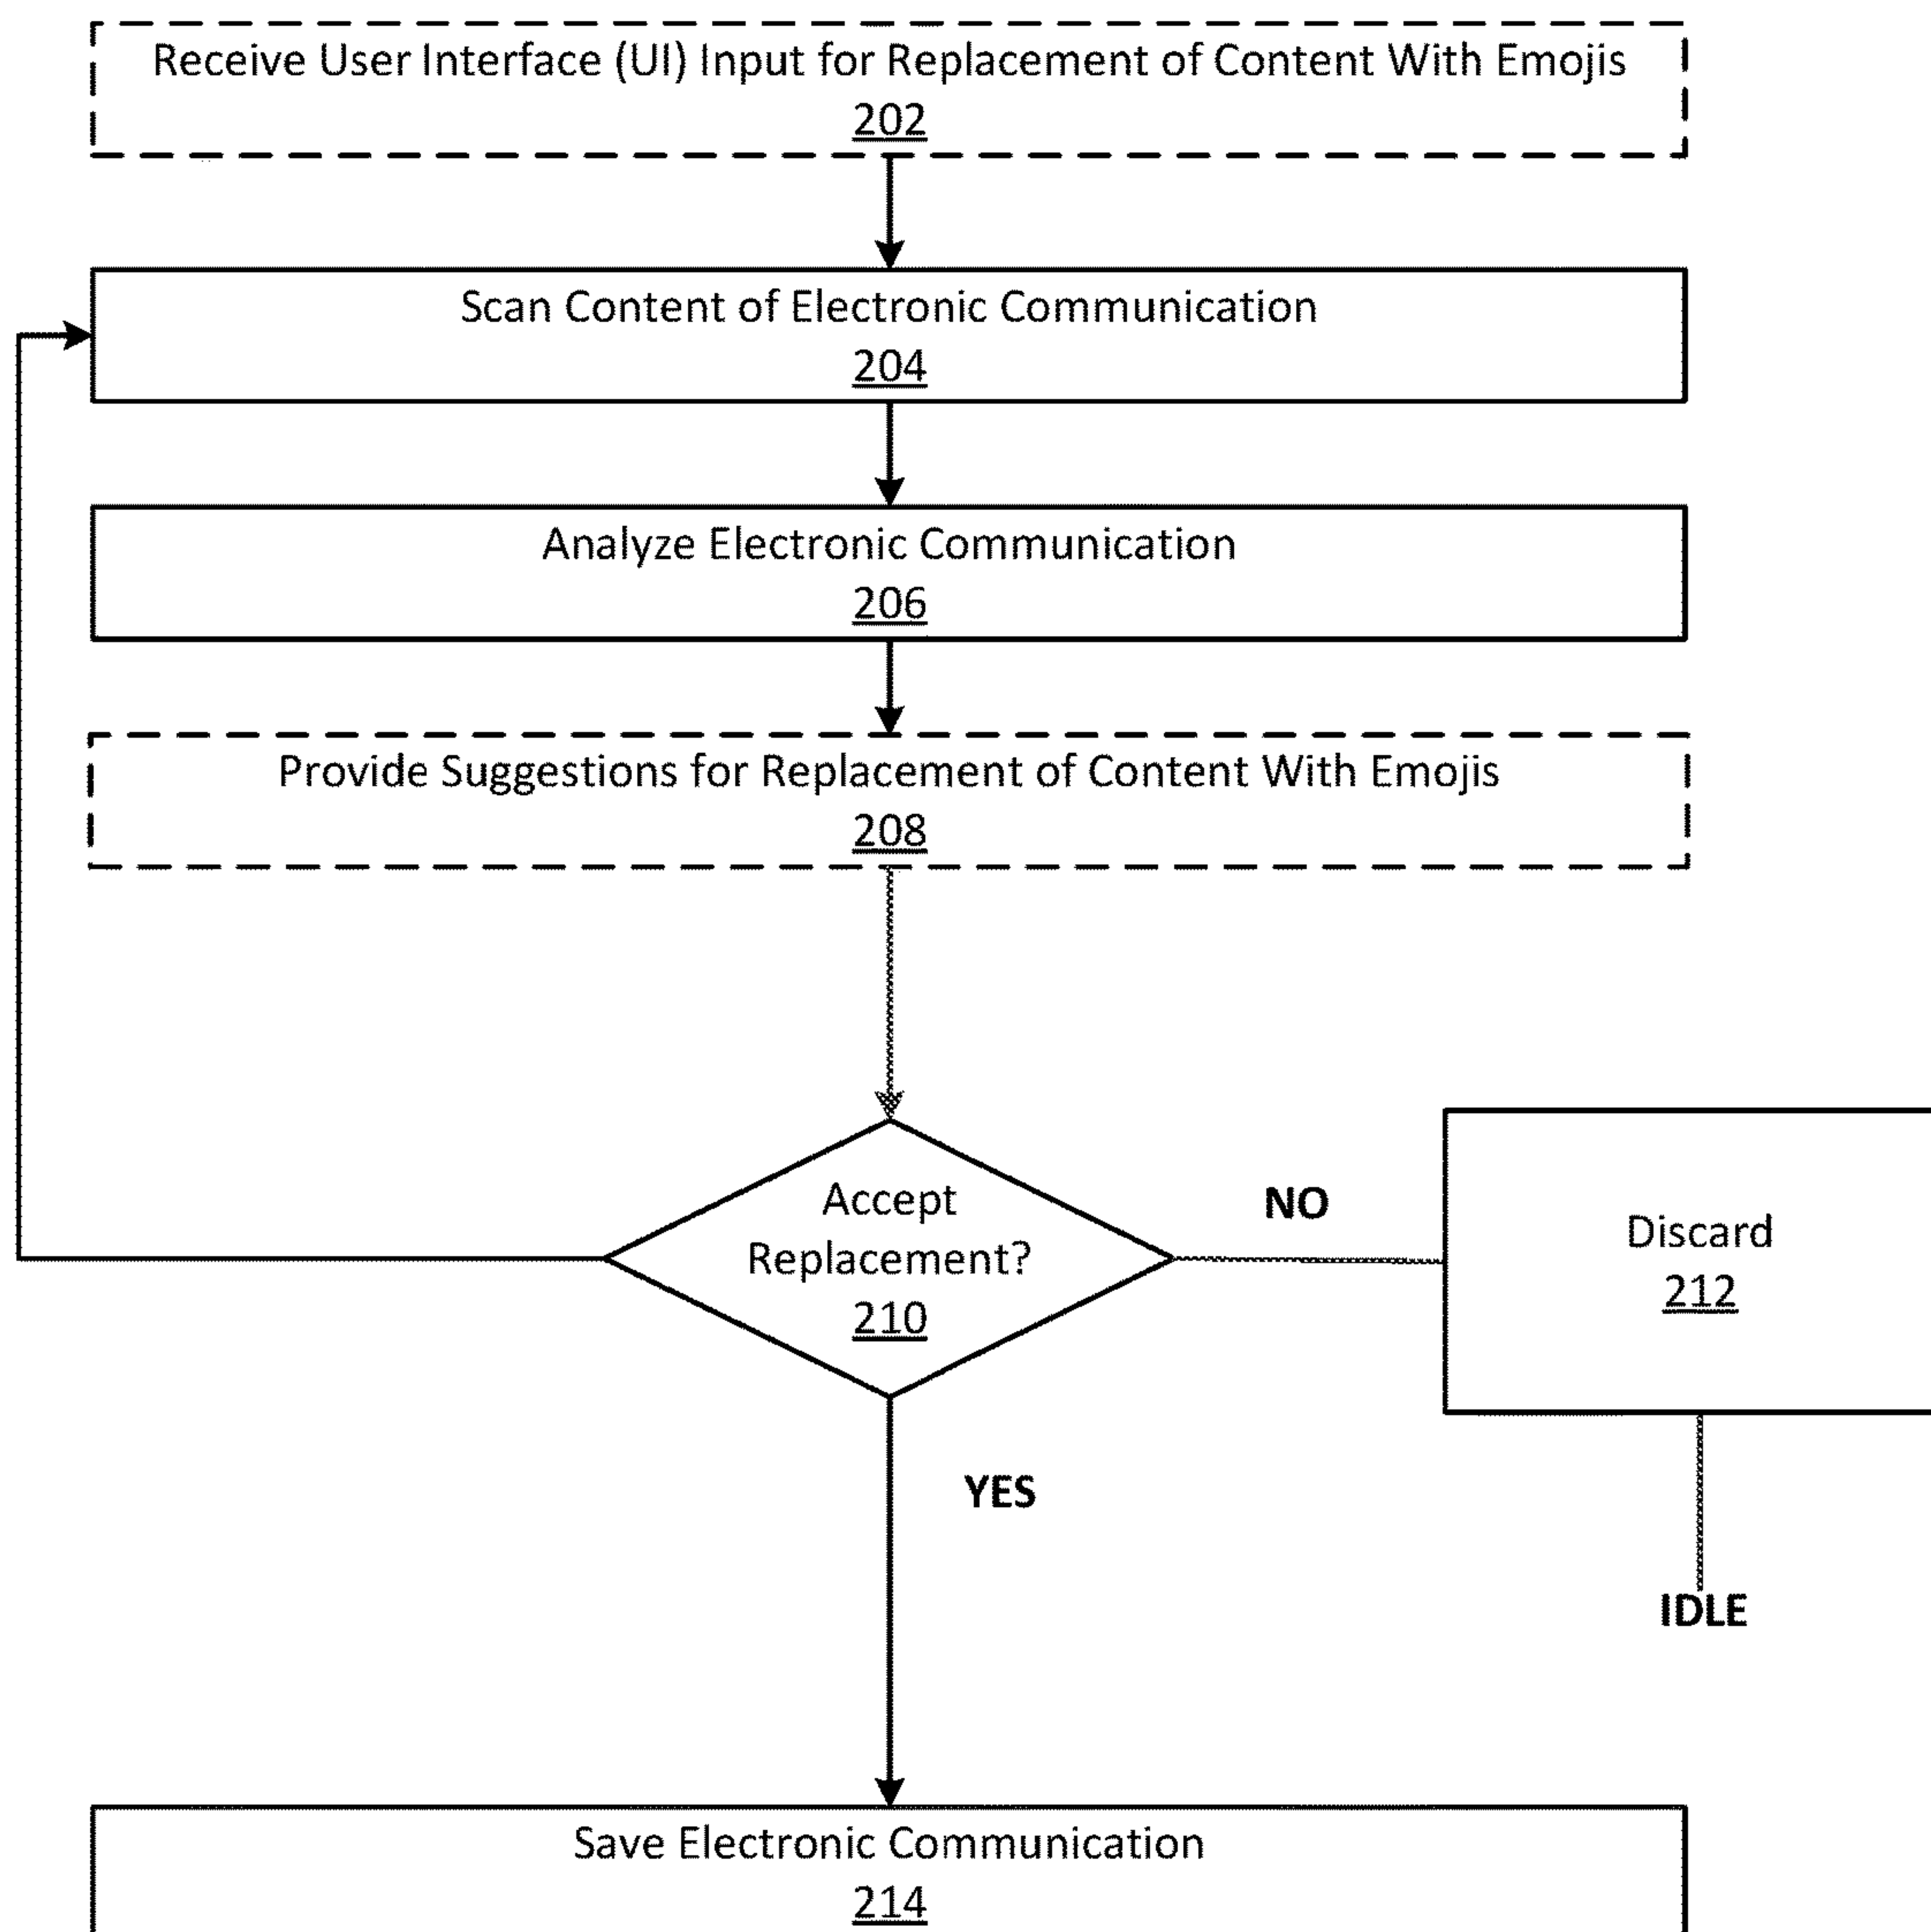 Receive User Interface (UI) Input for Replacement of Content With Emojis
202
Scan Content of Electronic Communication
204
Analyze Electronic Communication
206
Provide Suggestions for Replacement of Content With Emojis
208
Accept
Replacement?
210
NO
Discard
212
YES
IDLE
Save Electronic Communication
214